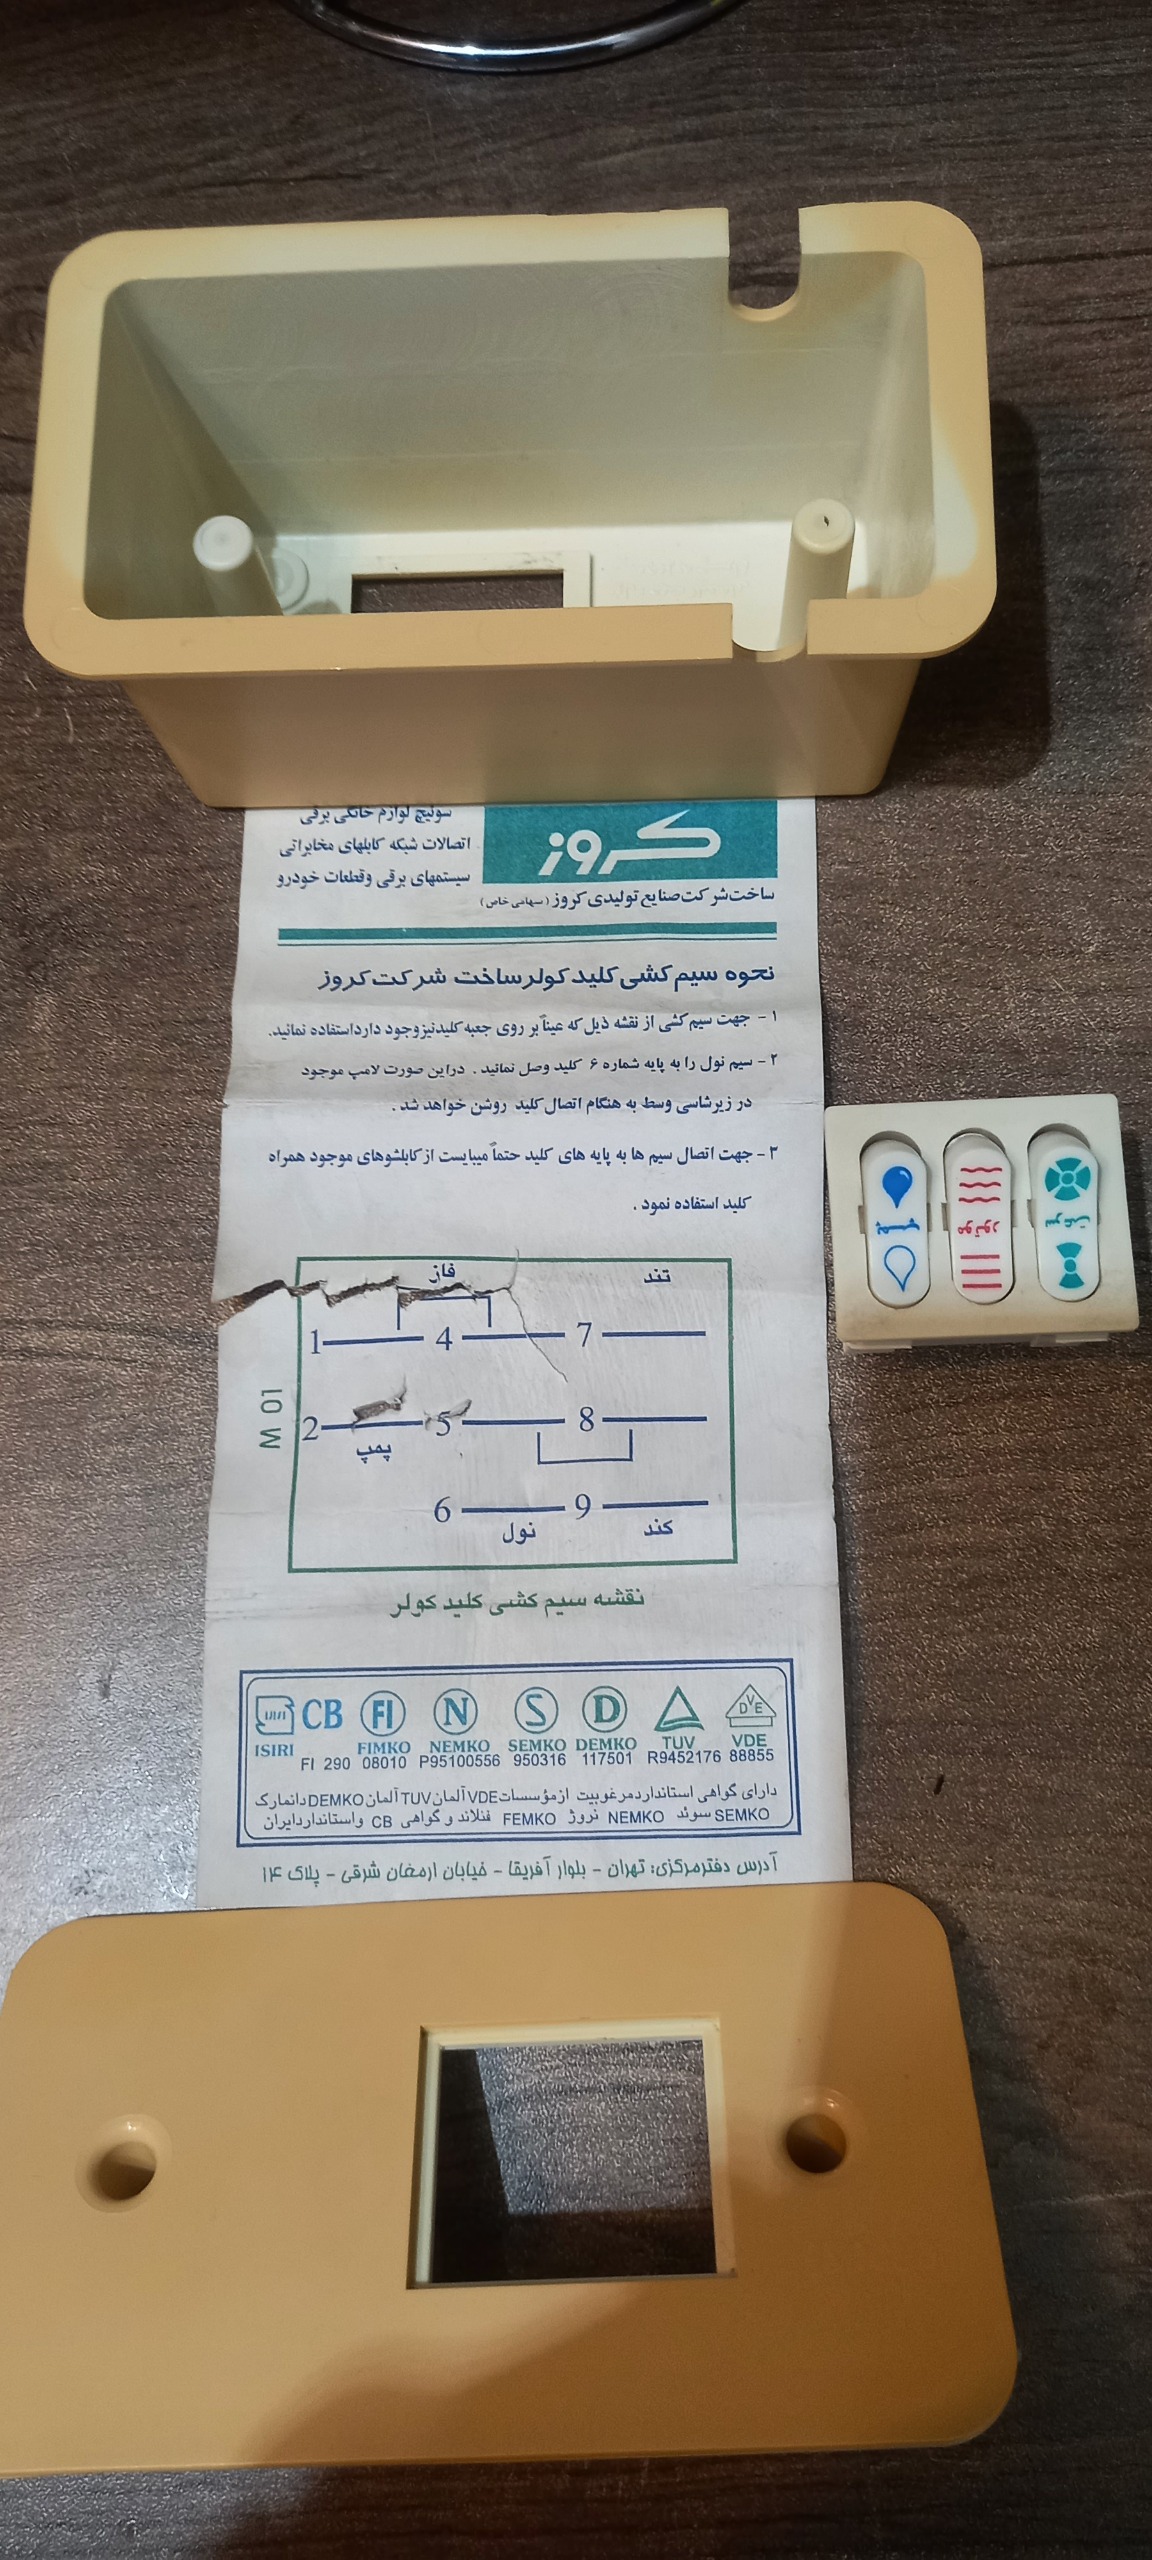 سوئیچ لوازم خانگی برقی
اتصالات شبکه کابلهای مخابراتی
سیستمهای برقی وقطعات خودرو
کروز
ساخت شرکت صنایع تولیدی کروز (سهامی خاص)
نحوه سیم کشی کلید کولر ساخت شرکت کروز
۱ - جهت سیم کشی از نقشه ذیل که عیناً بر روی جعبه کلید نیز وجود دارد استفاده نمائید.
۲ - سیم نول را به پایه شماره ۶ کلید وصل نمائید . دراین صورت لامپ موجود
در زیرشاسی وسط به هنگام اتصال کلید روشن خواهد شد .
۳ - جهت اتصال سیم ها به پایه های کلید حتماً میبایست از کابلشوهای موجود همراه
کلید استفاده نمود .
فاز تند
1 4 7
2 5 8
پمپ
6 9
نول کند
M 01
نقشه سیم کشی کلید کولر
CB FI N S D VDE
ISIRI FIMKO NEMKO SEMKO DEMKO TUV VDE
FI 290 08010 P95100556 950316 117501 R9452176 88855
دارای گواهی استاندارد مرغوبیت ازمؤسسات VDE آلمان TUV آلمان DEMKO دانمارک
SEMKO سوئد NEMKO نروژ FEMKO فنلاند و گواهی CB واستاندارد ایران
آدرس دفتر مرکزی: تهران - بلوار آفریقا - خیابان ارمغان شرقی - پلاک ۱۴
پمپ
موتور
سرعت